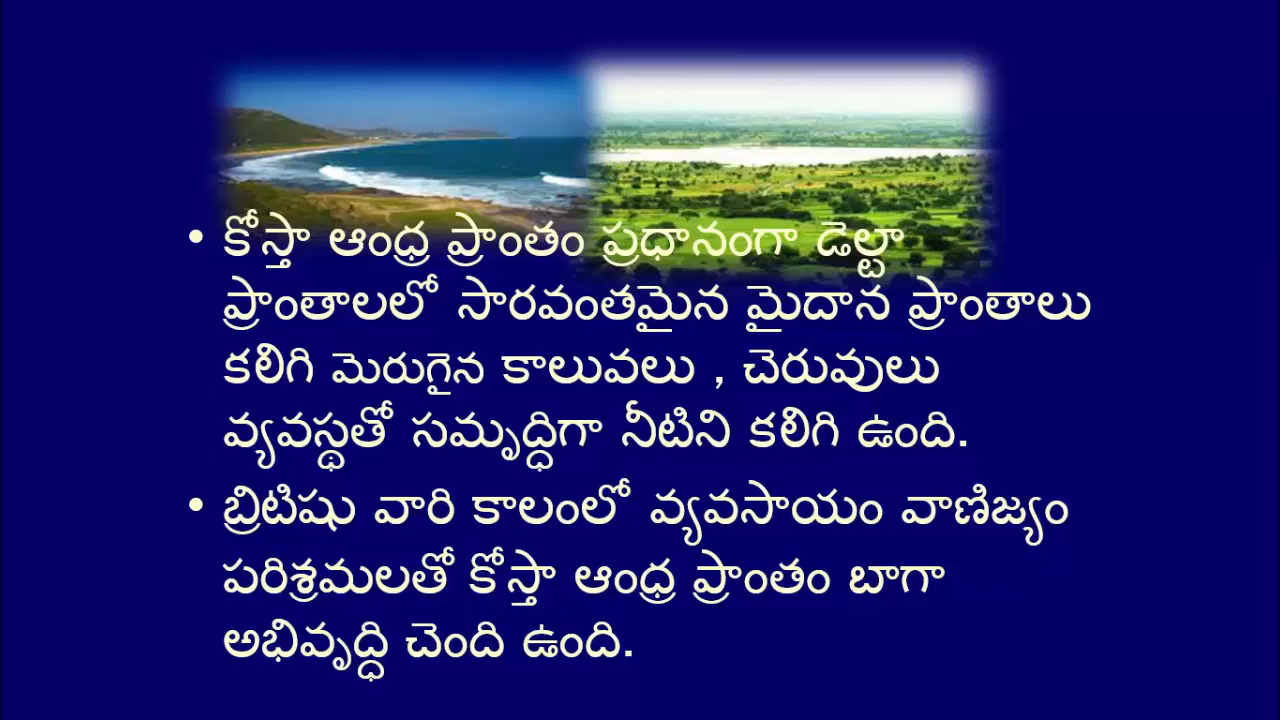 • కోస్తా ఆంధ్ర ప్రాంతం ప్రధానంగా డెల్టా
ప్రాంతాలలో సారవంతమైన మైదాన ప్రాంతాలు
కలిగి మెరుగైన కాలువలు , చెరువులు
వ్యవస్థతో సమృద్ధిగా నీటిని కలిగి ఉంది.
• బ్రిటిషు వారి కాలంలో వ్యవసాయం వాణిజ్యం
పరిశ్రమలతో కోస్తా ఆంధ్ర ప్రాంతం బాగా
అభివృద్ధి చెంది ఉంది.